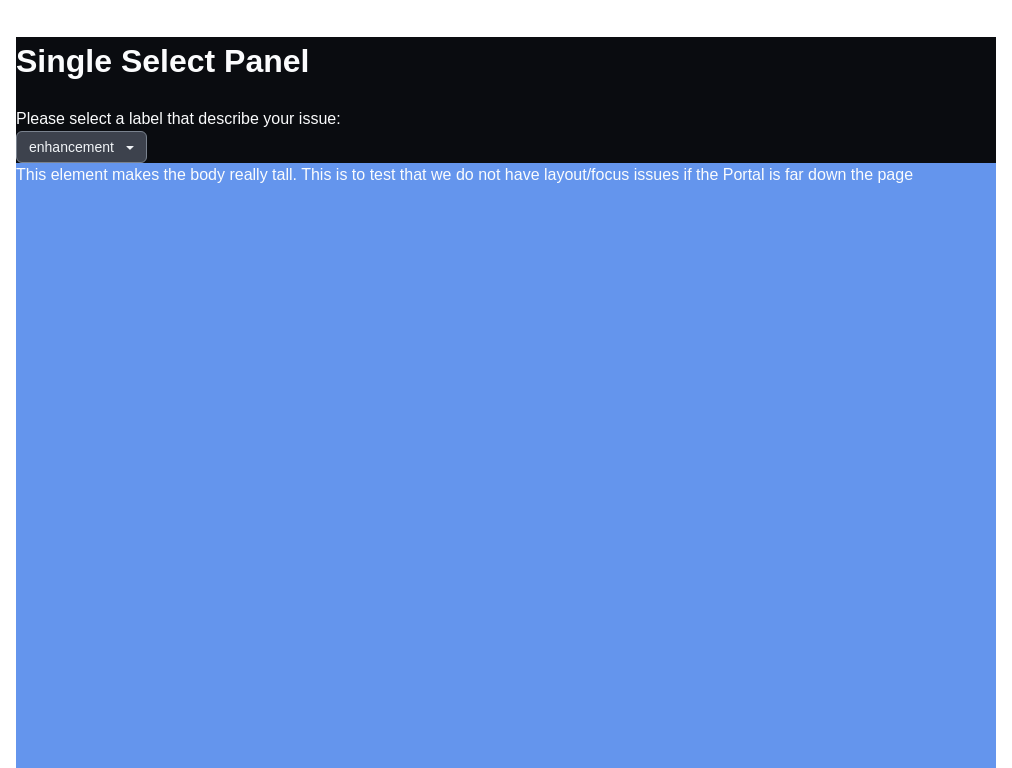 Single Select Panel
Please select a label that describe your issue:
enhancement
This element makes the body really tall. This is to test that we do not have layout/focus issues if the Portal is far down the page